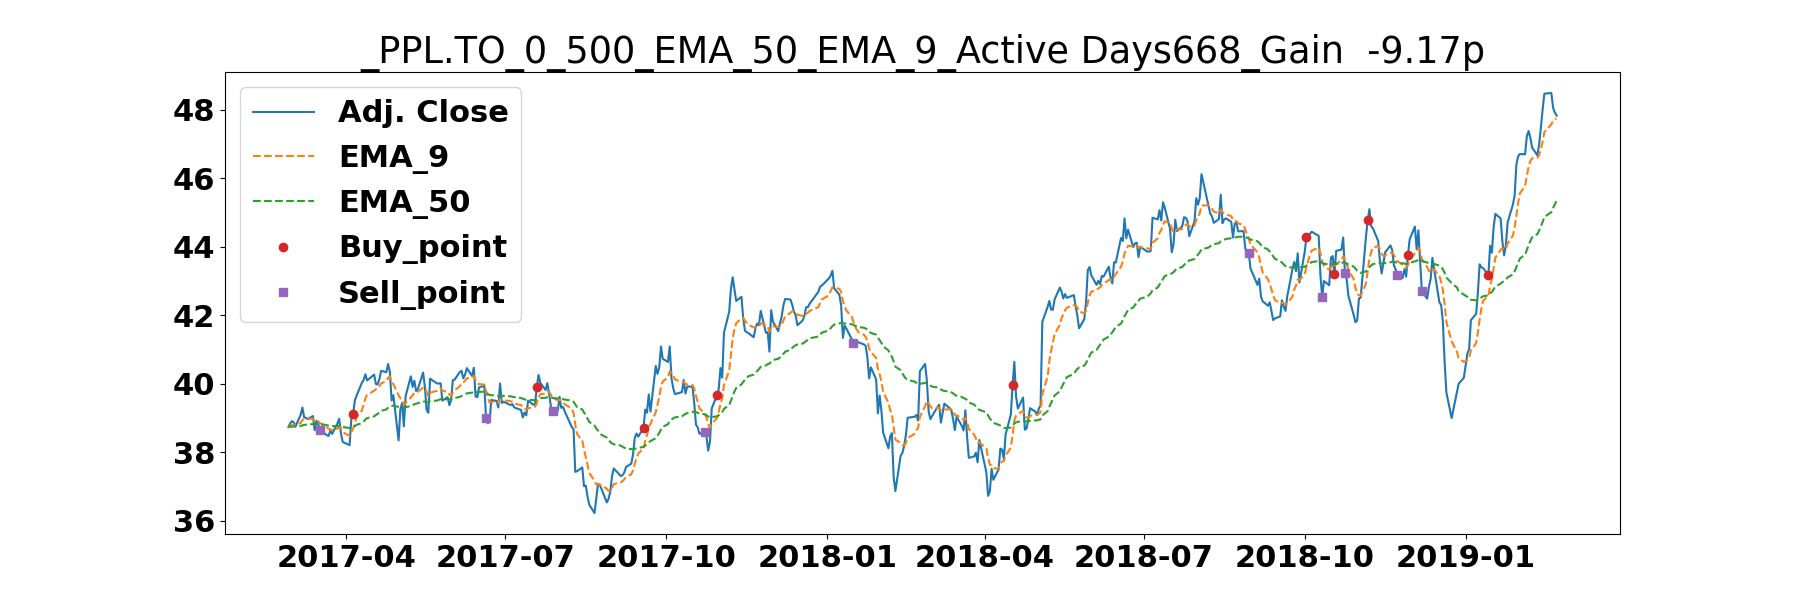 _PPL.TO_0_500_EMA_50_EMA_9_Active Days668_Gain  -9.17p
Adj. Close
EMA_9
EMA_50
Buy_point
Sell_point
48
46
44
42
40
38
36
2017-04 2017-07 2017-10 2018-01 2018-04 2018-07 2018-10 2019-01